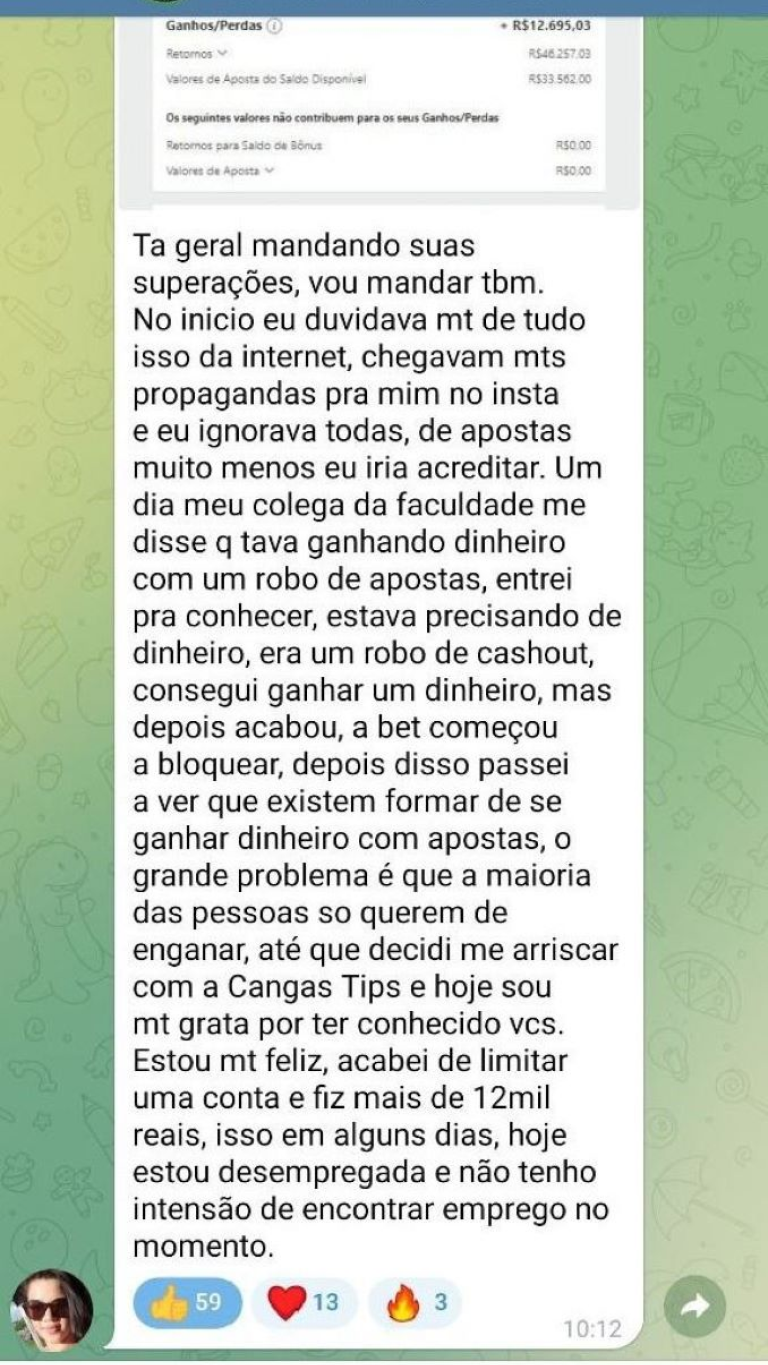 Ganhos/Perdas + R$12.695,03
Retornos R$46.257,03
Valores de Aposta do Saldo Disponível R$33.562,00
Os seguintes valores não contribuem para os seus Ganhos/Perdas
Retornos para Saldo de Bônus R$0,00
Valores de Aposta R$0,00
Ta geral mandando suas
superações, vou mandar tbm.
No inicio eu duvidava mt de tudo
isso da internet, chegavam mts
propagandas pra mim no insta
e eu ignorava todas, de apostas
muito menos eu iria acreditar. Um
dia meu colega da faculdade me
disse q tava ganhando dinheiro
com um robo de apostas, entrei
pra conhecer, estava precisando de
dinheiro, era um robo de cashout,
consegui ganhar um dinheiro, mas
depois acabou, a bet começou
a bloquear, depois disso passei
a ver que existem formar de se
ganhar dinheiro com apostas, o
grande problema é que a maioria
das pessoas so querem de
enganar, até que decidi me arriscar
com a Cangas Tips e hoje sou
mt grata por ter conhecido vcs.
Estou mt feliz, acabei de limitar
uma conta e fiz mais de 12mil
reais, isso em alguns dias, hoje
estou desempregada e não tenho
intensão de encontrar emprego no
momento.
59 13 3
10:12